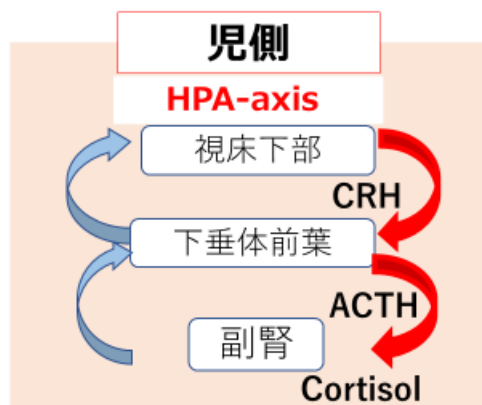 児側
HPA-axis
視床下部
CRH
下垂体前葉
ACTH
副腎
Cortisol